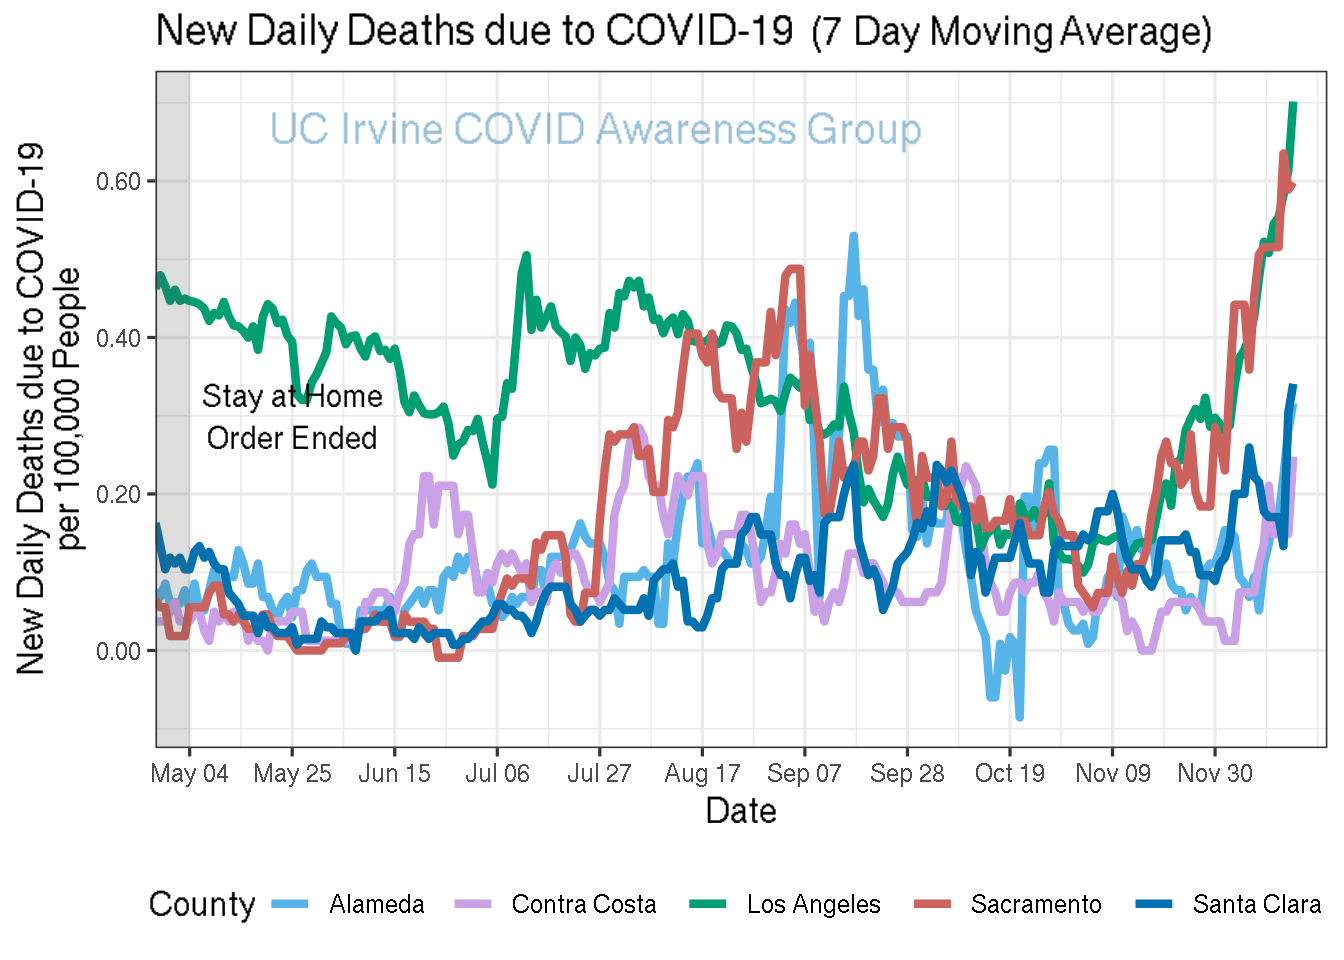 New Daily Deaths due to COVID-19 (7 Day Moving Average)
UC Irvine COVID Awareness Group
New Daily Deaths due to COVID-19
per 100,000 People
0.60
0.40
0.20
0.00
Stay at Home
Order Ended
May 04 May 25 Jun 15 Jul 06 Jul 27 Aug 17 Sep 07 Sep 28 Oct 19 Nov 09 Nov 30
Date
County Alameda Contra Costa Los Angeles Sacramento Santa Clara